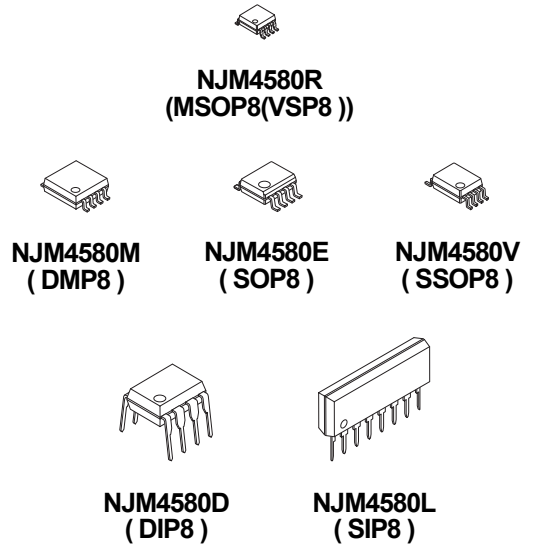 NJM4580R
(MSOP8(VSP8 ))
NJM4580M
( DMP8 )
NJM4580E
( SOP8 )
NJM4580V
( SSOP8 )
NJM4580D
( DIP8 )
NJM4580L
( SIP8 )